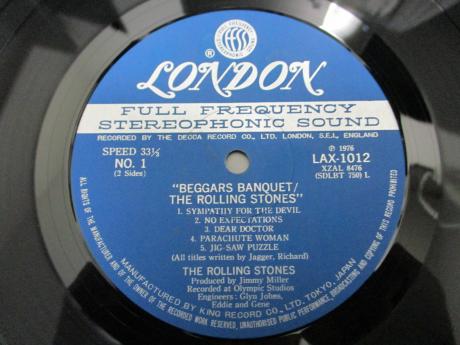 FULL FREQUENCY STEREOPHONIC SOUND
®
LONDON
FULL FREQUENCY
STEREOPHONIC SOUND
RECORDED BY THE DECCA RECORD CO., LTD. LONDON, S.E.I., ENGLAND
SPEED 33⅓
NO. 1
(2 Sides)
Ⓟ 1976
LAX-1012
XZAL 8476
(SDLBT 750) L
"BEGGARS BANQUET/
THE ROLLING STONES"
1. SYMPATHY FOR THE DEVIL
2. NO EXPECTATIONS
3. DEAR DOCTOR
4. PARACHUTE WOMAN
5. JIG-SAW PUZZLE
(All titles written by Jagger, Richard)
THE ROLLING STONES
Produced by Jimmy Miller
Recorded at Olympic Studios
Engineers: Glyn Johns,
Eddie and Gene
MANUFACTURED BY KING RECORD CO., LTD. TOKYO, JAPAN
ALL RIGHTS OF THE MANUFACTURER AND OF THE OWNER OF THE RECORDED WORK RESERVED, UNAUTHORISED PUBLIC PERFORMANCE, BROADCASTING AND COPYING OF THIS RECORD PROHIBITED